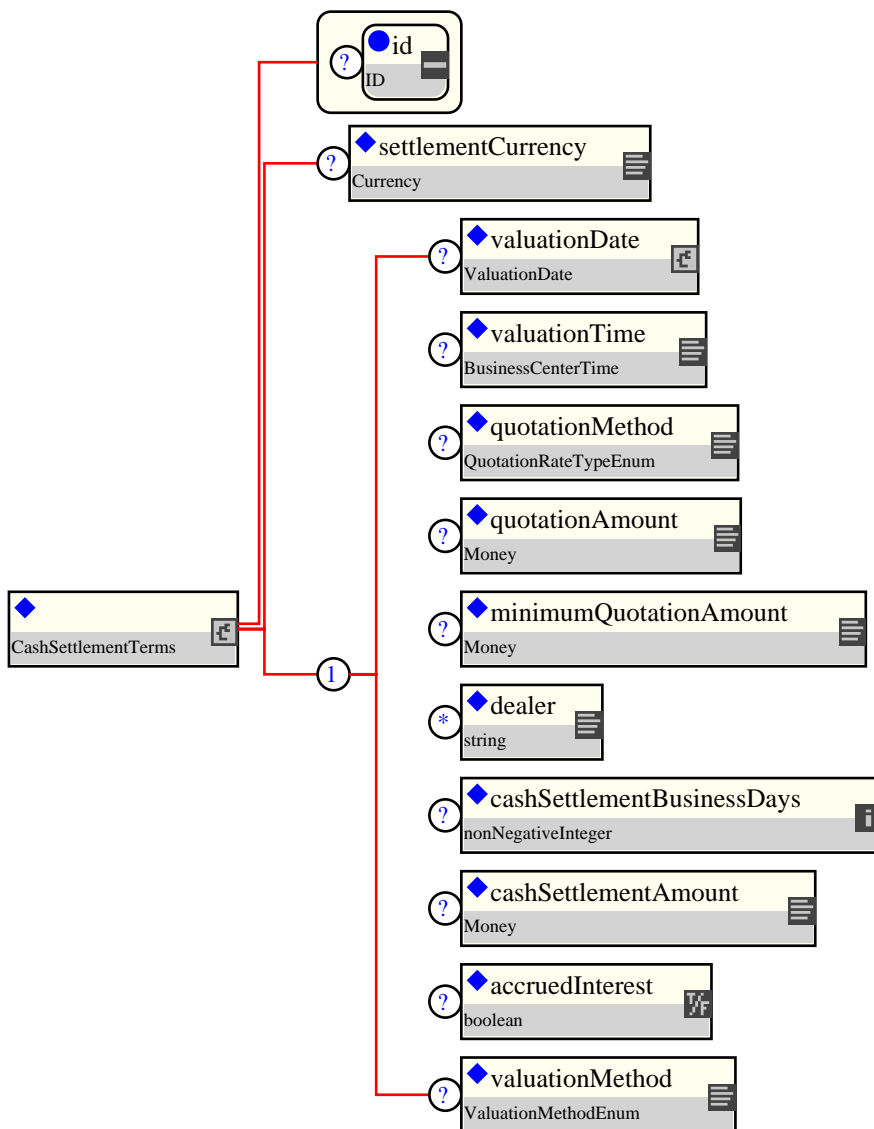 ?
id
ID
?
settlementCurrency
Currency
?
valuationDate
ValuationDate
?
valuationTime
BusinessCenterTime
?
quotationMethod
QuotationRateTypeEnum
?
quotationAmount
Money
CashSettlementTerms
?
minimumQuotationAmount
Money
1
*
dealer
string
?
cashSettlementBusinessDays
nonNegativeInteger
i
?
cashSettlementAmount
Money
?
accruedInterest
boolean
T/F
?
valuationMethod
ValuationMethodEnum